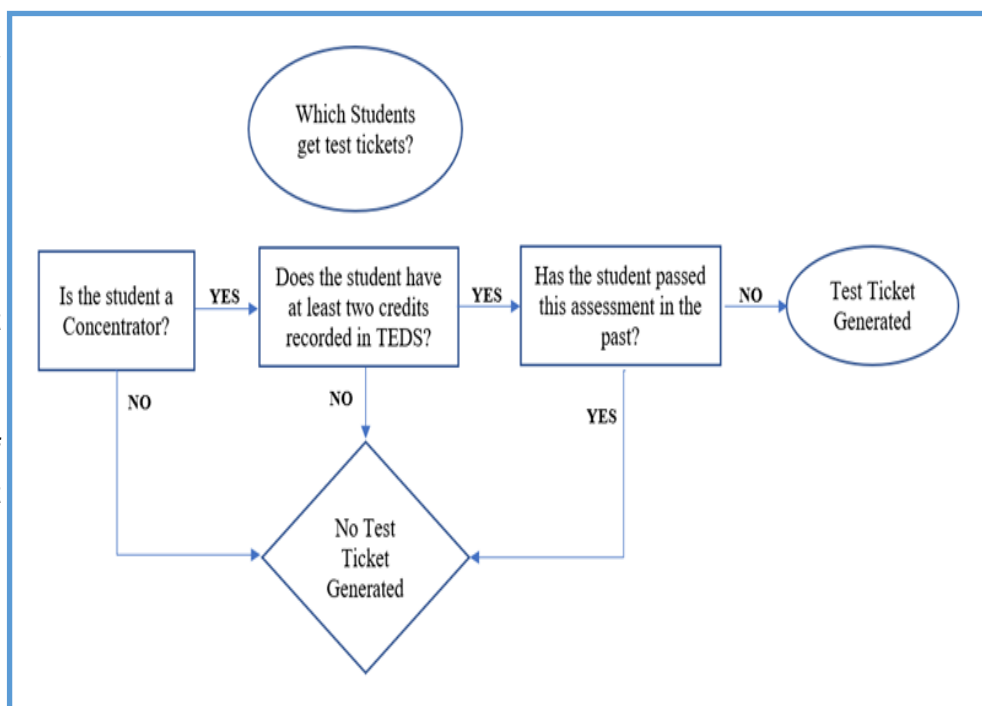 Which Students
get test tickets?
Is the student a
Concentrator?
YES
Does the student have
at least two credits
recorded in TEDS?
YES
Has the student passed
this assessment in the
past?
NO
Test Ticket
Generated
NO
NO
YES
No Test
Ticket
Generated